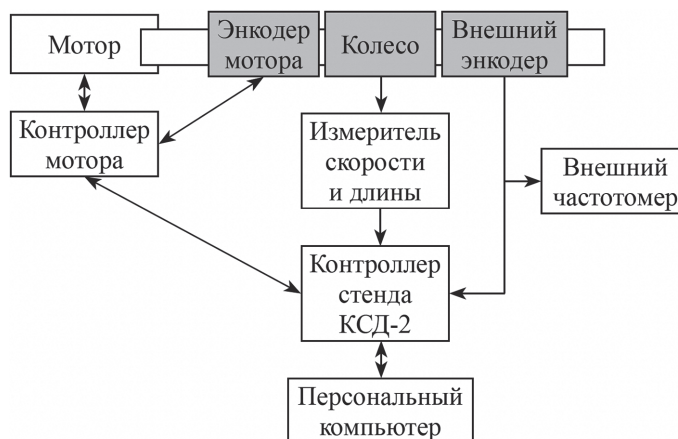 Мотор
Энкодер
мотора
Колесо
Внешний
энкодер
Контроллер
мотора
Измеритель
скорости
и длины
Внешний
частотомер
Контроллер
стенда
КСД-2
Персональный
компьютер